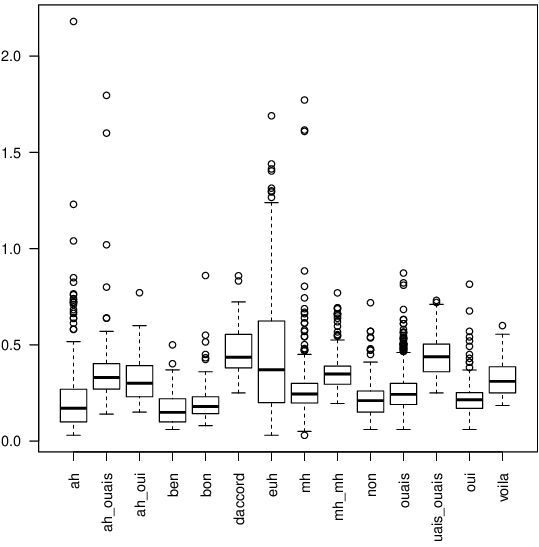 2.0
1.5
1.0
0.5
0.0
ah
ah_ouais
ah_oui
ben
bon
daccord
euh
mh
mh_mh
non
ouais
uais_ouais
oui
voila